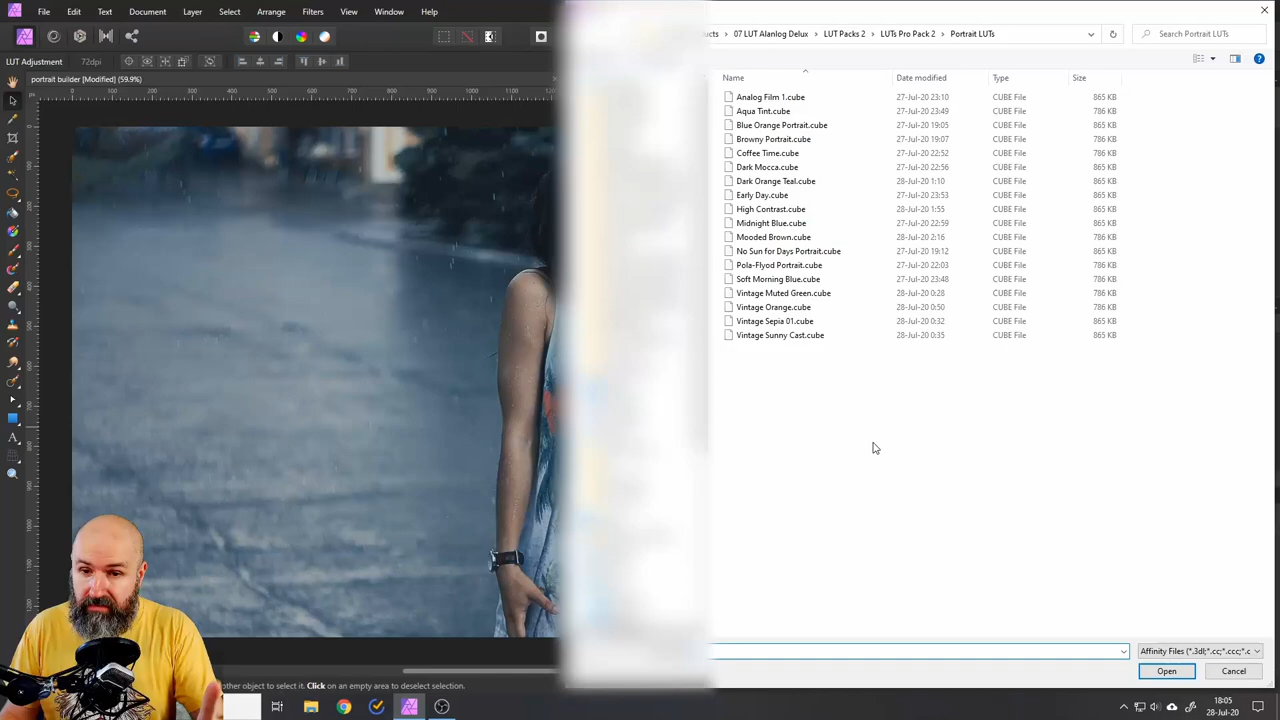 File Edit Text Document Layer Select Arrange Filters View Window Help
LUT Adjustment 72dpi
portrait builder [Modified] (59.9%)
07 LUT Alanlog Delux > LUT Packs 2 > LUTs Pro Pack 2 > Portrait LUTs
Search Portrait LUTs
Name Date modified Type Size
Analog Film 1.cube 27-Jul-20 23:10 CUBE File 865 KB
Aqua Tint.cube 27-Jul-20 23:49 CUBE File 786 KB
Blue Orange Portrait.cube 27-Jul-20 19:05 CUBE File 865 KB
Browny Portrait.cube 27-Jul-20 19:07 CUBE File 786 KB
Coffee Time.cube 27-Jul-20 22:52 CUBE File 865 KB
Dark Mocca.cube 27-Jul-20 22:56 CUBE File 865 KB
Dark Orange Teal.cube 28-Jul-20 1:10 CUBE File 865 KB
Early Day.cube 27-Jul-20 23:53 CUBE File 865 KB
High Contrast.cube 28-Jul-20 1:55 CUBE File 865 KB
Midnight Blue.cube 27-Jul-20 22:59 CUBE File 865 KB
Mooded Brown.cube 28-Jul-20 2:16 CUBE File 786 KB
No Sun for Days Portrait.cube 27-Jul-20 19:12 CUBE File 865 KB
Pola-Flyod Portrait.cube 27-Jul-20 22:03 CUBE File 786 KB
Soft Morning Blue.cube 27-Jul-20 23:48 CUBE File 786 KB
Vintage Muted Green.cube 28-Jul-20 0:28 CUBE File 786 KB
Vintage Orange.cube 28-Jul-20 0:50 CUBE File 786 KB
Vintage Sepia 01.cube 28-Jul-20 0:32 CUBE File 865 KB
Vintage Sunny Cast.cube 28-Jul-20 0:35 CUBE File 865 KB
Affinity Files (*.3dl;*.cc;*.ccc;*.c
Open Cancel
other object to select it. Click on an empty area to deselect selection.
18:05
28-Jul-20